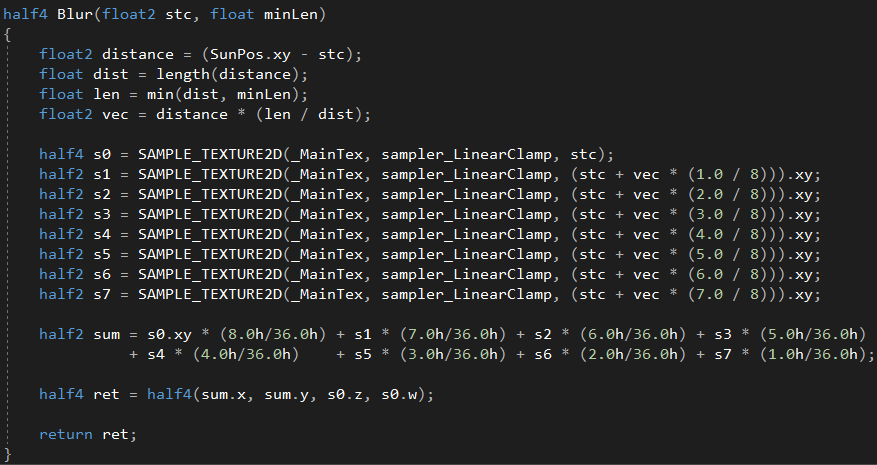 half4 Blur(float2 stc, float minLen)
{
    float2 distance = (SunPos.xy - stc);
    float dist = length(distance);
    float len = min(dist, minLen);
    float2 vec = distance * (len / dist);

    half4 s0 = SAMPLE_TEXTURE2D(_MainTex, sampler_LinearClamp, stc);
    half2 s1 = SAMPLE_TEXTURE2D(_MainTex, sampler_LinearClamp, (stc + vec * (1.0 / 8))).xy;
    half2 s2 = SAMPLE_TEXTURE2D(_MainTex, sampler_LinearClamp, (stc + vec * (2.0 / 8))).xy;
    half2 s3 = SAMPLE_TEXTURE2D(_MainTex, sampler_LinearClamp, (stc + vec * (3.0 / 8))).xy;
    half2 s4 = SAMPLE_TEXTURE2D(_MainTex, sampler_LinearClamp, (stc + vec * (4.0 / 8))).xy;
    half2 s5 = SAMPLE_TEXTURE2D(_MainTex, sampler_LinearClamp, (stc + vec * (5.0 / 8))).xy;
    half2 s6 = SAMPLE_TEXTURE2D(_MainTex, sampler_LinearClamp, (stc + vec * (6.0 / 8))).xy;
    half2 s7 = SAMPLE_TEXTURE2D(_MainTex, sampler_LinearClamp, (stc + vec * (7.0 / 8))).xy;

    half2 sum = s0.xy * (8.0h/36.0h) + s1 * (7.0h/36.0h) + s2 * (6.0h/36.0h) + s3 * (5.0h/36.0h)
              + s4 * (4.0h/36.0h)    + s5 * (3.0h/36.0h) + s6 * (2.0h/36.0h) + s7 * (1.0h/36.0h);

    half4 ret = half4(sum.x, sum.y, s0.z, s0.w);

    return ret;
}